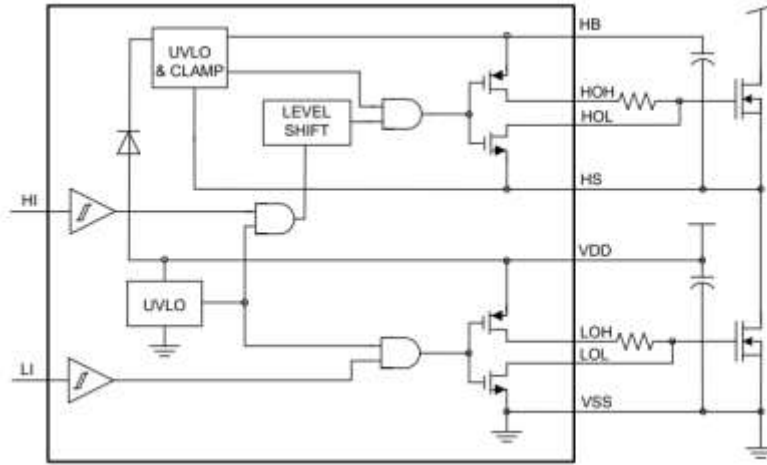 HB
UVLO
& CLAMP
HOH
LEVEL
SHIFT
HOL
HS
HI
VDD
UVLO
LOH
LOL
LI
VSS